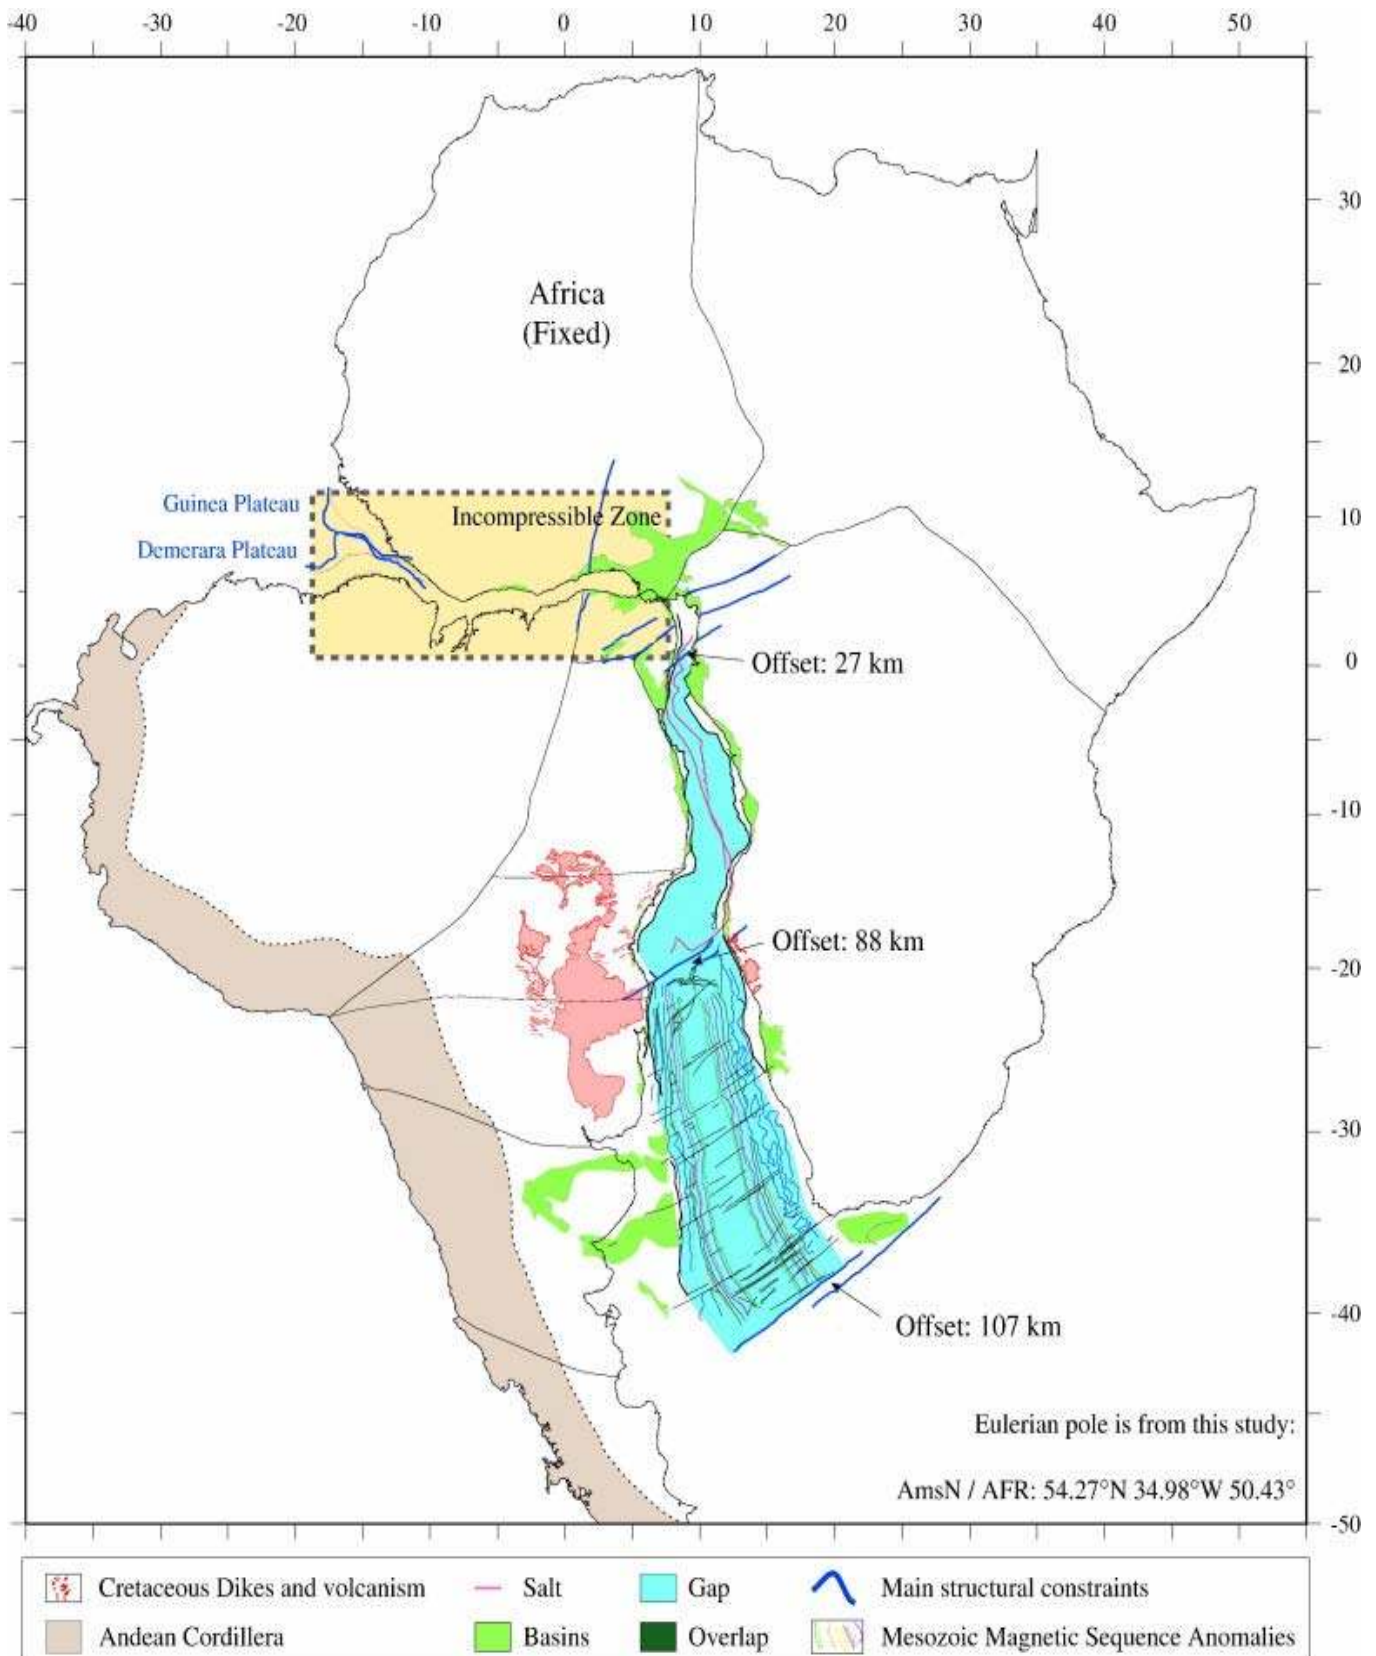 -40 -30 -20 -10 0 10 20 30 40 50
30
Africa
(Fixed)
20
Guinea Plateau
Incompressible Zone
10
Demerara Plateau
Offset: 27 km
0
-10
Offset: 88 km
-20
-30
-40
Offset: 107 km
Eulerian pole is from this study:
AmsN / AFR: 54.27°N 34.98°W 50.43°
-50
Cretaceous Dikes and volcanism Salt Gap Main structural constraints
Andean Cordillera Basins Overlap Mesozoic Magnetic Sequence Anomalies